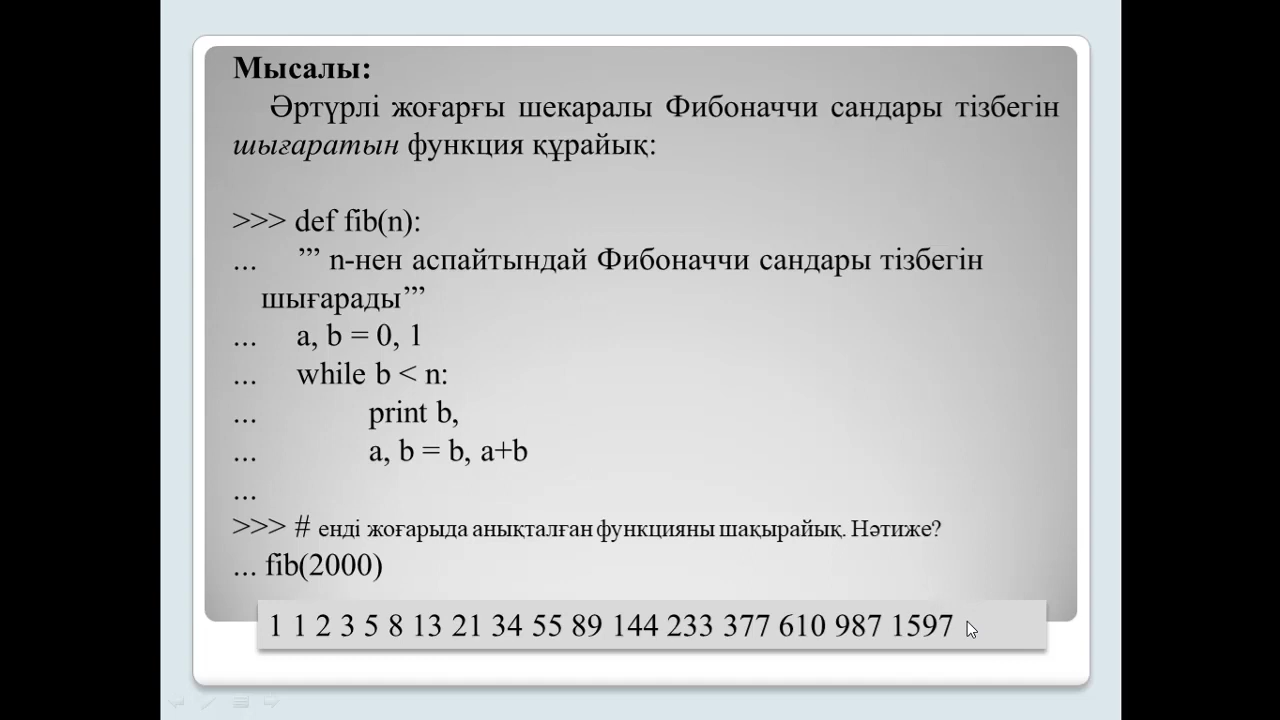 Мысалы:
Әртүрлі жоғарғы шекаралы Фибоначчи сандары тізбегін
шығаратын функция құрайық:
>>> def fib(n):
... ’’’ n-нен аспайтындай Фибоначчи сандары тізбегін
шығарады’’’
... a, b = 0, 1
... while b < n:
... print b,
... a, b = b, a+b
...
>>> # енді жоғарыда анықталған функцияны шақырайық. Нәтиже?
... fib(2000)
1 1 2 3 5 8 13 21 34 55 89 144 233 377 610 987 1597